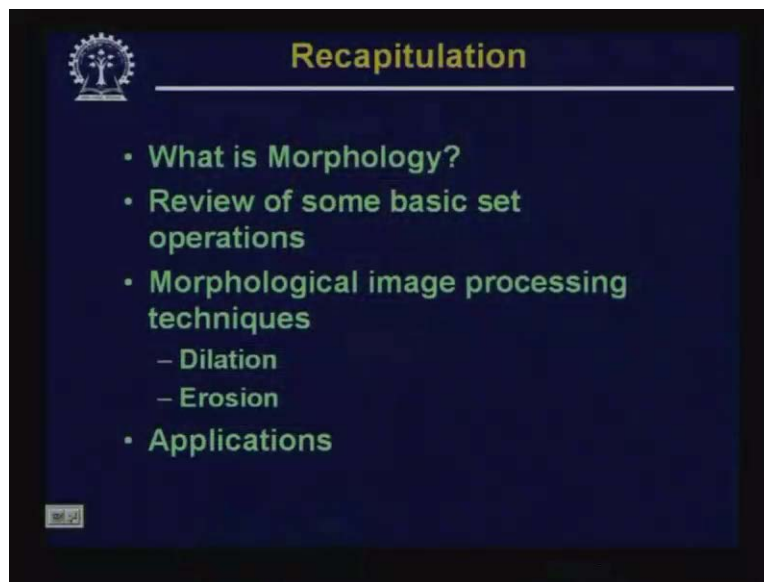 Recapitulation
• What is Morphology?
• Review of some basic set
operations
• Morphological image processing
techniques
– Dilation
– Erosion
• Applications